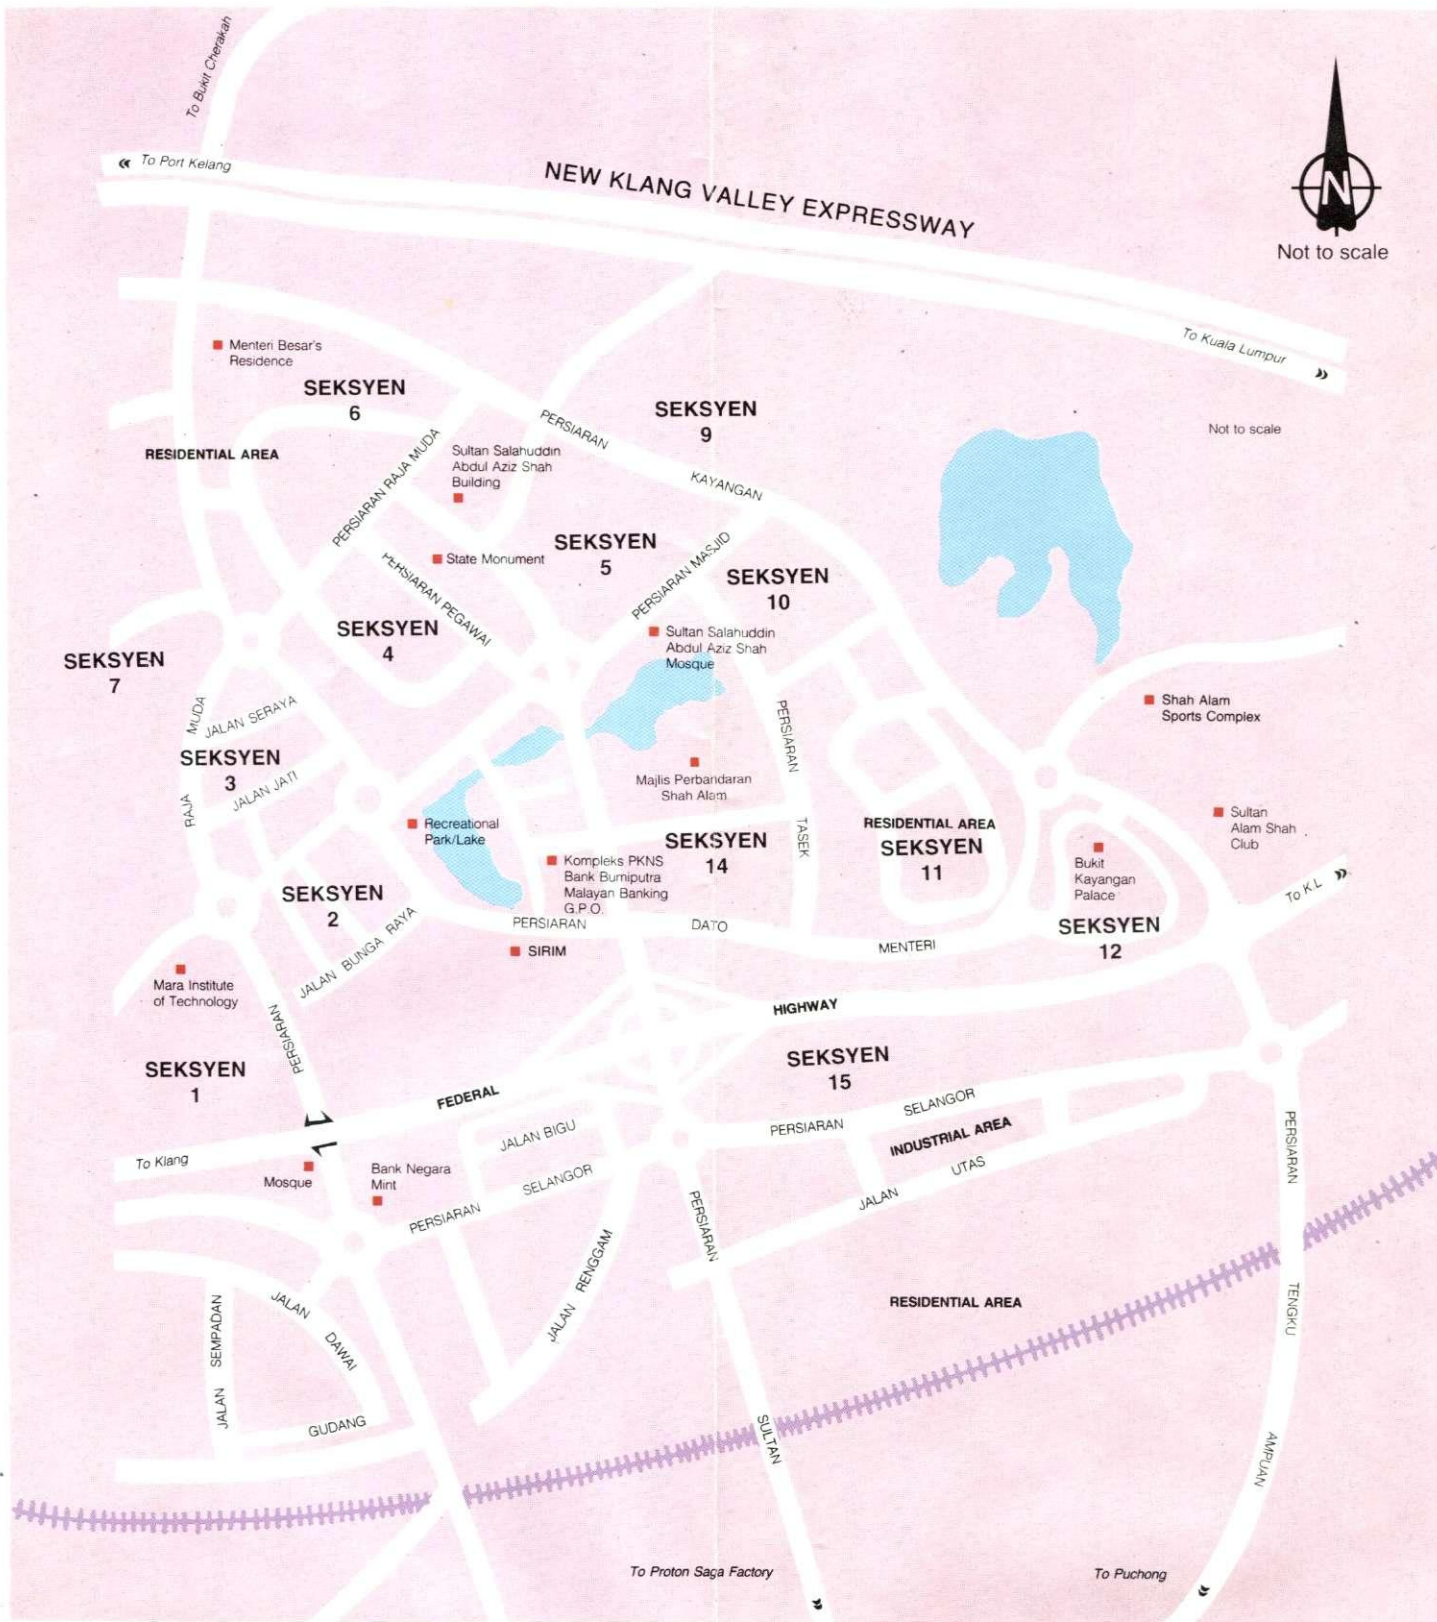 To Bukit Cherakah
« To Port Kelang
NEW KLANG VALLEY EXPRESSWAY
N
Not to scale
To Kuala Lumpur »
Menteri Besar's
Residence
SEKSYEN
6
SEKSYEN
9
Not to scale
RESIDENTIAL AREA
PERSIARAN
KAYANGAN
PERSIARAN RAJA MUDA
Sultan Salahuddin
Abdul Aziz Shah
Building
State Monument
SEKSYEN
5
PERSIARAN MASJID
SEKSYEN
10
PERSIARAN PEGAWAI
SEKSYEN
4
Sultan Salahuddin
Abdul Aziz Shah
Mosque
SEKSYEN
7
RAJA
MUDA
JALAN SERAYA
SEKSYEN
3
JALAN JATI
PERSIARAN
TASEK
Shah Alam
Sports Complex
Majlis Perbandaran
Shah Alam
Recreational
Park/Lake
SEKSYEN
14
RESIDENTIAL AREA
SEKSYEN
11
Sultan
Alam Shah
Club
Bukit
Kayangan
Palace
Kompleks PKNS
Bank Bumiputra
Malayan Banking
G.P.O.
To K.L »
SEKSYEN
2
JALAN BUNGA RAYA
PERSIARAN
DATO
MENTERI
SEKSYEN
12
SIRIM
Mara Institute
of Technology
PERSIARAN
HIGHWAY
SEKSYEN
1
SEKSYEN
15
FEDERAL
JALAN BIGU
PERSIARAN
SELANGOR
INDUSTRIAL AREA
JALAN
UTAS
To Klang
Mosque
Bank Negara
Mint
PERSIARAN
SELANGOR
PERSIARAN
SULTAN
PERSIARAN
TENGKU
AMPUAN
JALAN RENGGAM
RESIDENTIAL AREA
JALAN
DAWAI
JALAN
SEMPADAN
GUDANG
To Proton Saga Factory
»
To Puchong
»